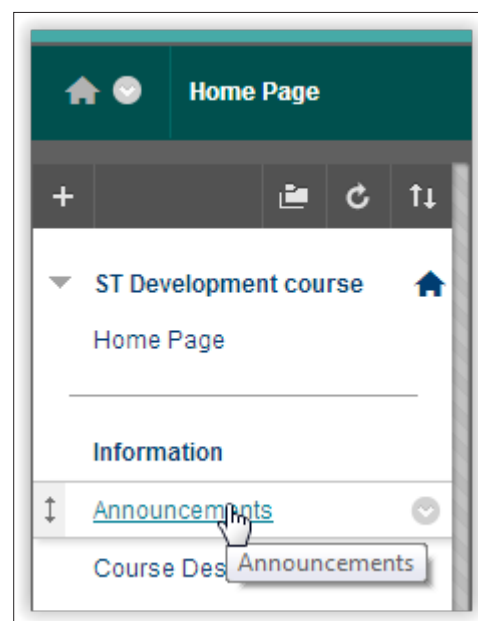 Home Page
ST Development course
Home Page
Information
Announcements
Course Des
Announcements